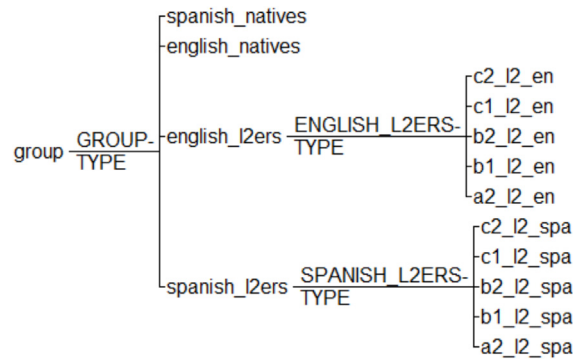 spanish_natives
english_natives
c2_l2_en
c1_l2_en
english_l2ers ENGLISH_L2ERS-TYPE b2_l2_en
b1_l2_en
a2_l2_en
group GROUP-TYPE
c2_l2_spa
c1_l2_spa
spanish_l2ers SPANISH_L2ERS-TYPE b2_l2_spa
b1_l2_spa
a2_l2_spa